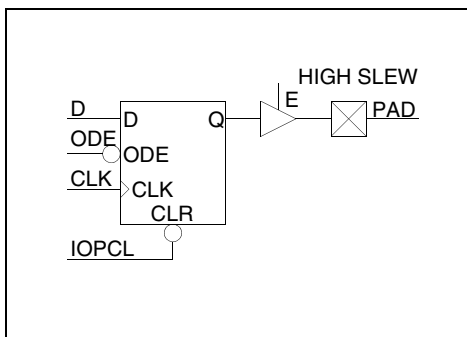 HIGH SLEW
E
D
D
Q
PAD
ODE
ODE
CLK
CLK
CLR
IOPCL